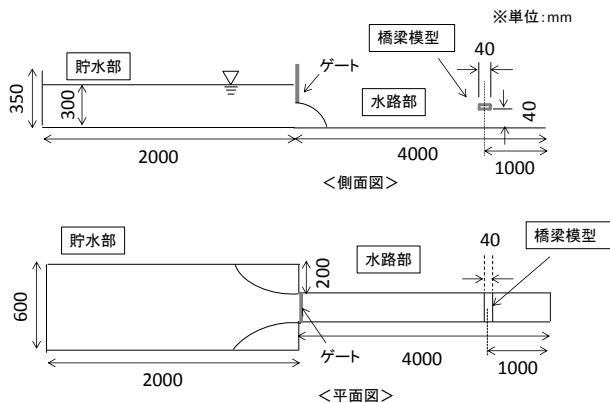 ※単位:mm
橋梁模型
40
ゲート
貯水部
350
300
水路部
40
2000
4000
1000
<側面図>
貯水部
水路部
40
橋梁模型
200
600
ゲート
2000
4000
1000
<平面図>